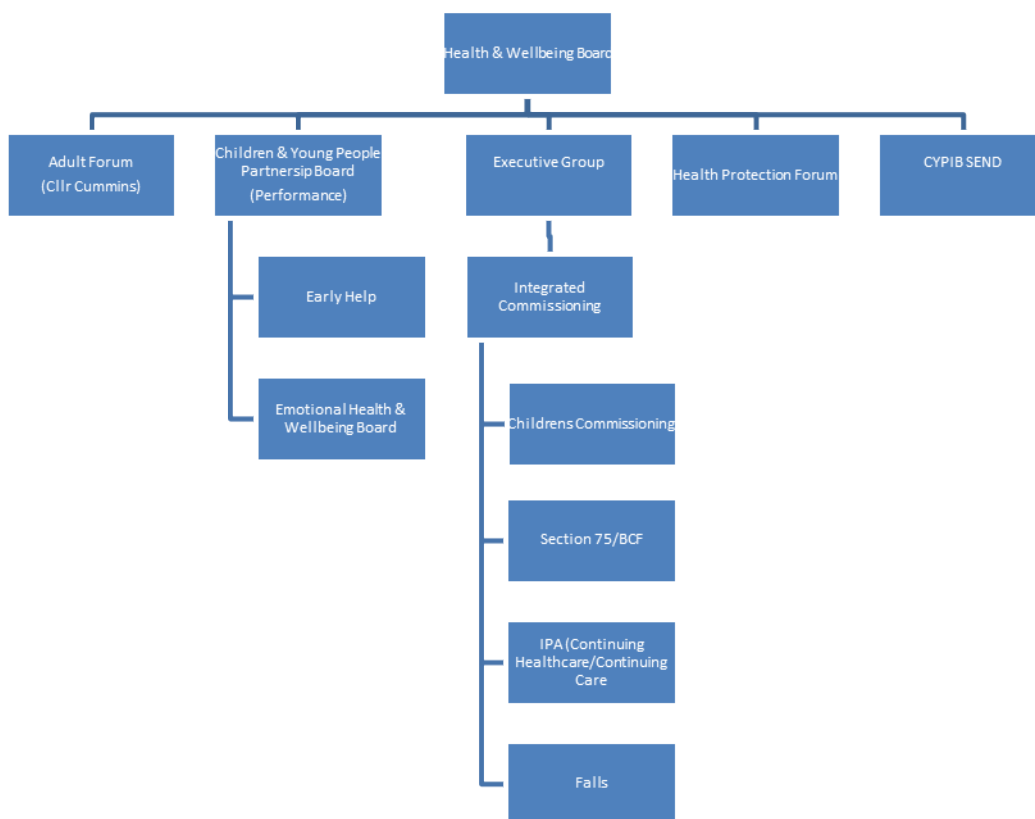 Health & Wellbeing Board
Adult Forum
(Cllr Cummins)
Children & Young People
Partnersip Board
(Performance)
Executive Group
Health Protection Forum
CYPIB SEND
Early Help
Emotional Health &
Wellbeing Board
Integrated
Commissioning
Childrens Commissioning
Section 75/BCF
IPA (Continuing
Healthcare/Continuing
Care
Falls